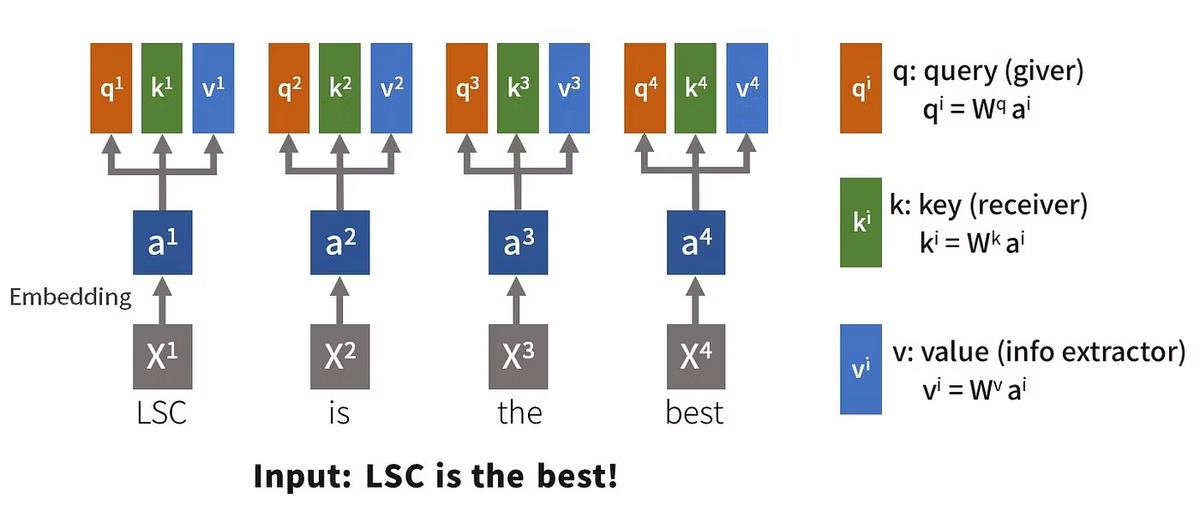 q¹ k¹ v¹ q² k² v² q³ k³ v³ q⁴ k⁴ v⁴
a¹ a² a³ a⁴
Embedding
X¹ X² X³ X⁴
LSC is the best
Input: LSC is the best!
qⁱ
q: query (giver)
qⁱ = W^q aⁱ
kⁱ
k: key (receiver)
kⁱ = Wᵏ aⁱ
vⁱ
v: value (info extractor)
vⁱ = Wᵛ aⁱ